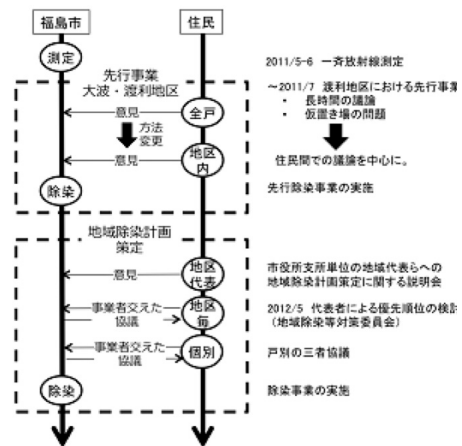 福島市
住民
測定
2011/5-6 一斉放射線測定
先行事業
大波・渡利地区
～2011/7 渡利地区における先行事業
・ 長時間の議論
・ 仮置き場の問題
意見
全戸
方法
変更
意見
地区
内
住民間での議論を中心に。
除染
先行除染事業の実施
地域除染計画
策定
意見
地区
代表
市役所支所単位の地域代表らへの
地域除染計画策定に関する説明会
事業者交えた
協議
地区
毎
2012/5 代表者による優先順位の検討
（地域除染等対策委員会）
事業者交えた
協議
個別
戸別の三者協議
除染
除染事業の実施